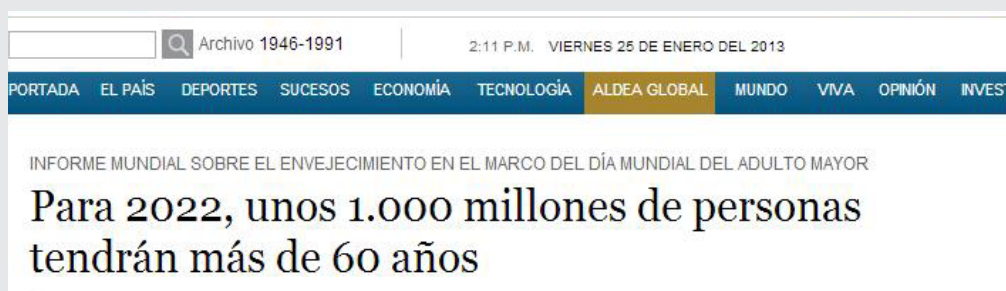 Archivo 1946-1991 2:11 P.M. VIERNES 25 DE ENERO DEL 2013
PORTADA EL PAÍS DEPORTES SUCESOS ECONOMÍA TECNOLOGÍA ALDEA GLOBAL MUNDO VIVA OPINIÓN
INFORME MUNDIAL SOBRE EL ENVEJECIMIENTO EN EL MARCO DEL DÍA MUNDIAL DEL ADULTO MAYOR
Para 2022, unos 1.000 millones de personas
tendrán más de 60 años